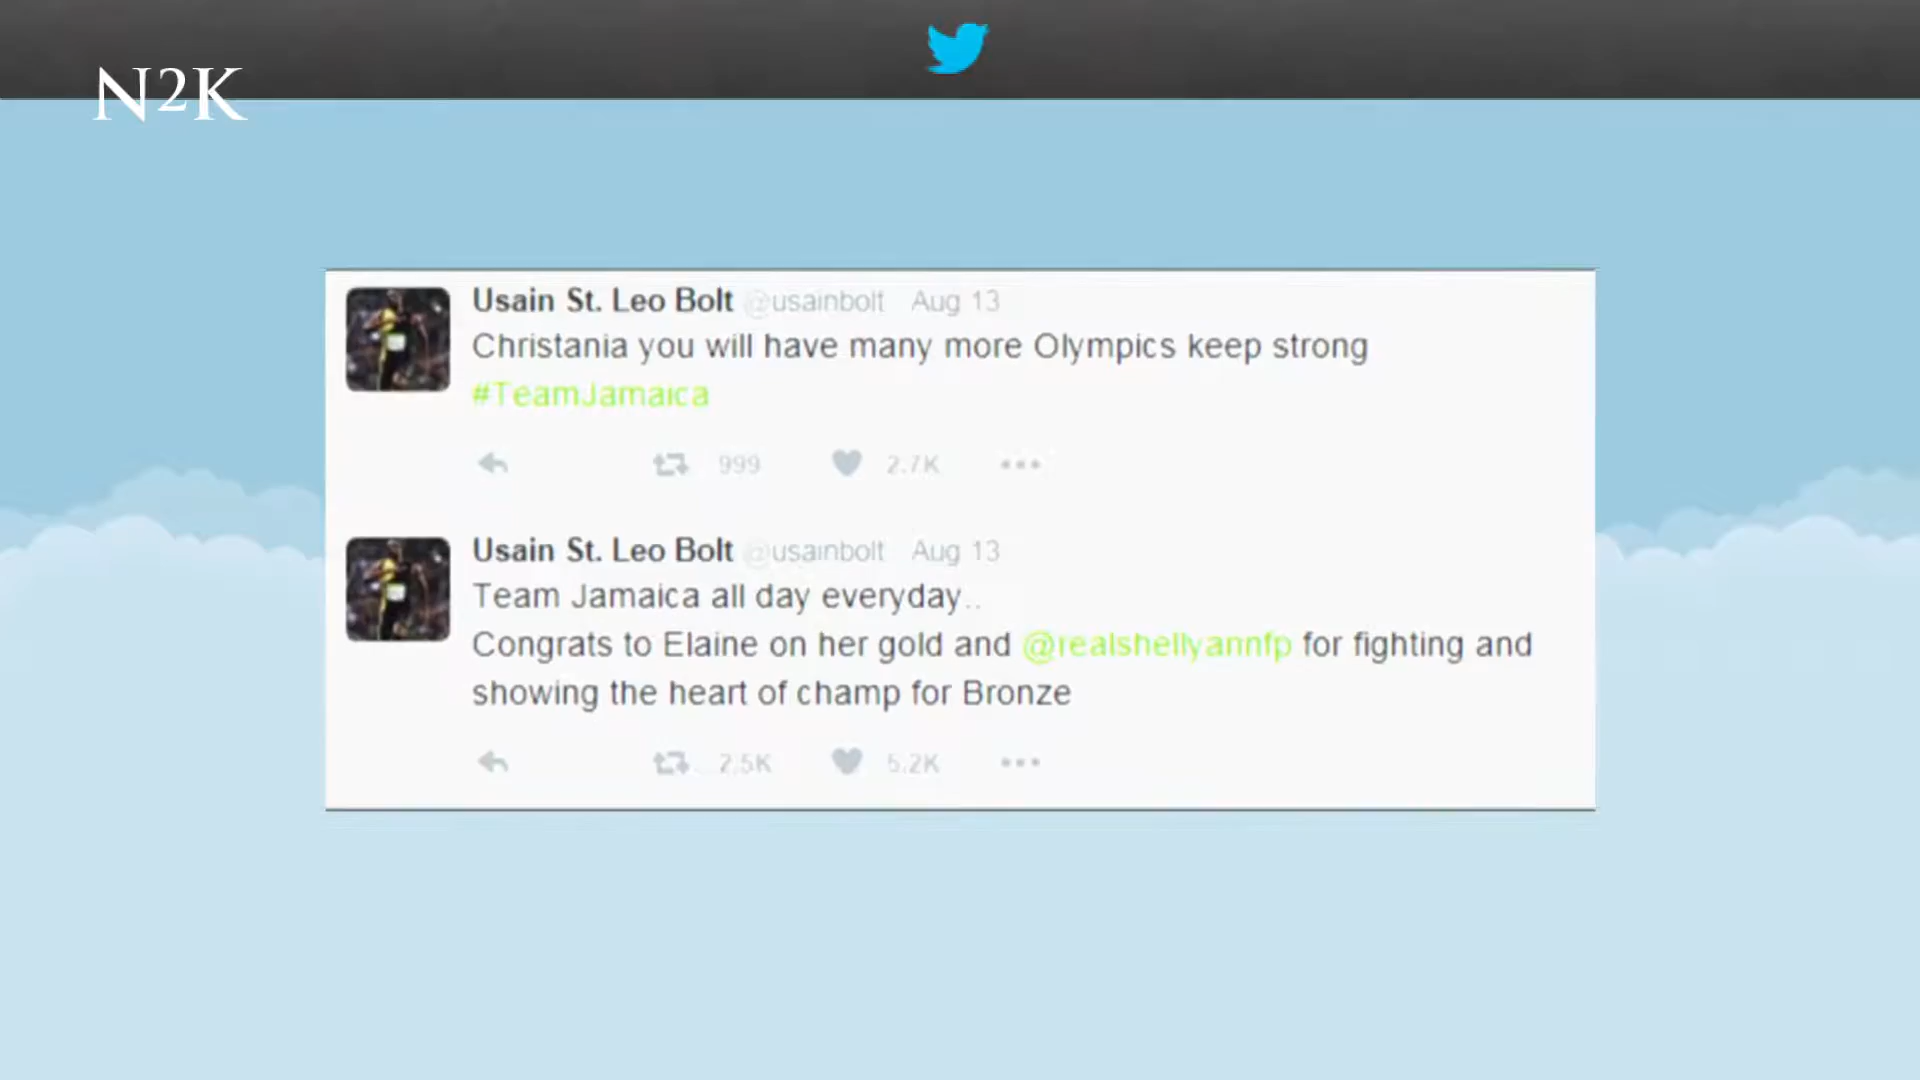 N2K
Usain St. Leo Bolt @usainbolt Aug 13
Christania you will have many more Olympics keep strong
#TeamJamaica
999 2.7K
Usain St. Leo Bolt @usainbolt Aug 13
Team Jamaica all day everyday..
Congrats to Elaine on her gold and @realshellyannfp for fighting and
showing the heart of champ for Bronze
2.5K 5.2K